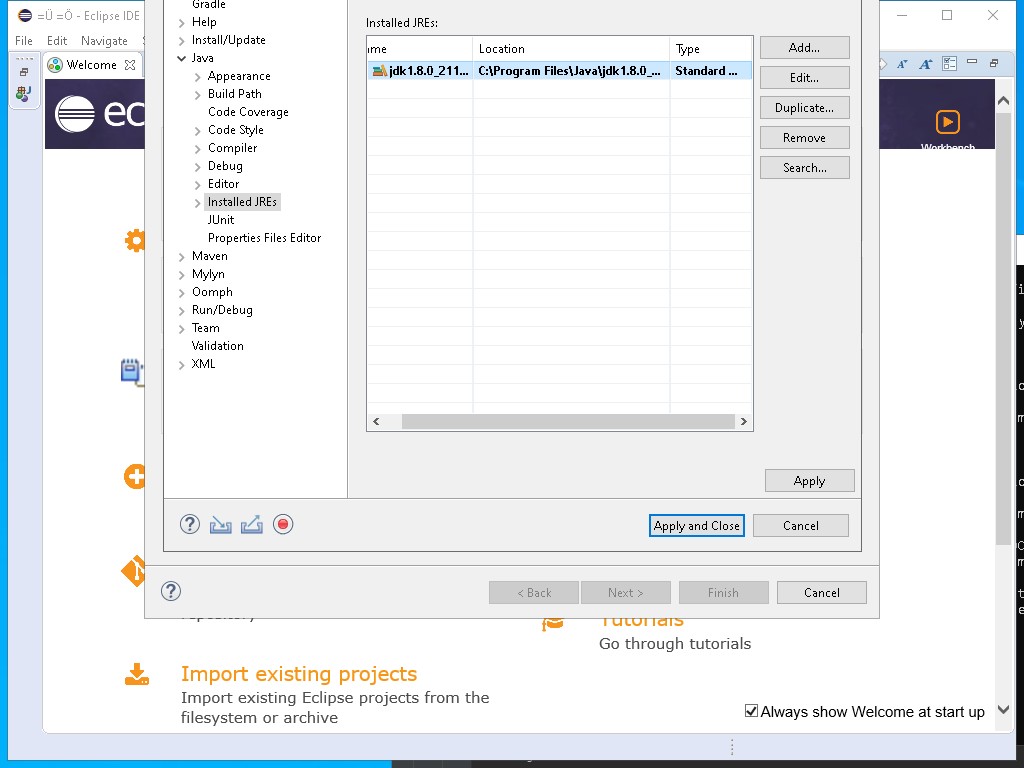 =Ü =Ö - Eclipse IDE
File Edit Navigate
Welcome
Gradle
Help
Install/Update
Java
Appearance
Build Path
Code Coverage
Code Style
Compiler
Debug
Editor
Installed JREs
JUnit
Properties Files Editor
Maven
Mylyn
Oomph
Run/Debug
Team
Validation
XML
Installed JREs:
ame Location Type
jdk1.8.0_211... C:\Program Files\Java\jdk1.8.0_... Standard ...
Add...
Edit...
Duplicate...
Remove
Search...
Apply
Apply and Close Cancel
< Back Next > Finish Cancel
ec
Workbench
repository
Tutorials
Go through tutorials
Import existing projects
Import existing Eclipse projects from the
filesystem or archive
Always show Welcome at start up